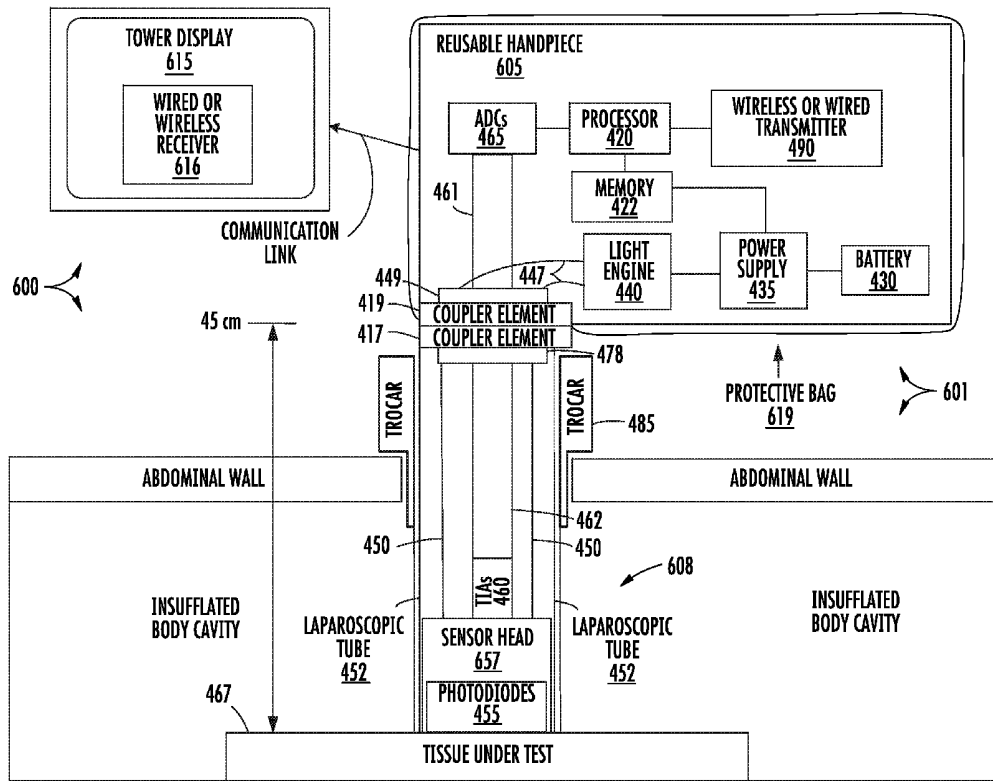 TOWER DISPLAY
615
WIRED OR
WIRELESS
RECEIVER
616
COMMUNICATION
LINK
REUSABLE HANDPIECE
605
ADCs
465
PROCESSOR
420
WIRELESS OR WIRED
TRANSMITTER
490
MEMORY
422
461
LIGHT
ENGINE
440
447
POWER
SUPPLY
435
BATTERY
430
600
449
419
COUPLER ELEMENT
45 cm
417
COUPLER ELEMENT
478
TROCAR
TROCAR
485
PROTECTIVE BAG
619
601
ABDOMINAL WALL
ABDOMINAL WALL
462
450
450
TIAs
460
608
INSUFFLATED
BODY CAVITY
LAPAROSCOPIC
TUBE
452
SENSOR HEAD
657
LAPAROSCOPIC
TUBE
452
INSUFFLATED
BODY CAVITY
PHOTODIODES
455
467
TISSUE UNDER TEST